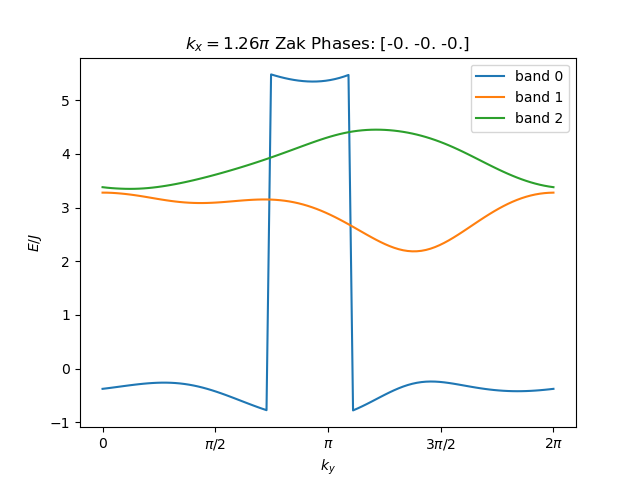 kₓ = 1.26π Zak Phases: [-0. -0. -0.]
band 0
band 1
band 2
E/J
5
4
3
2
1
0
−1
0 π/2 π 3π/2 2π
k_y